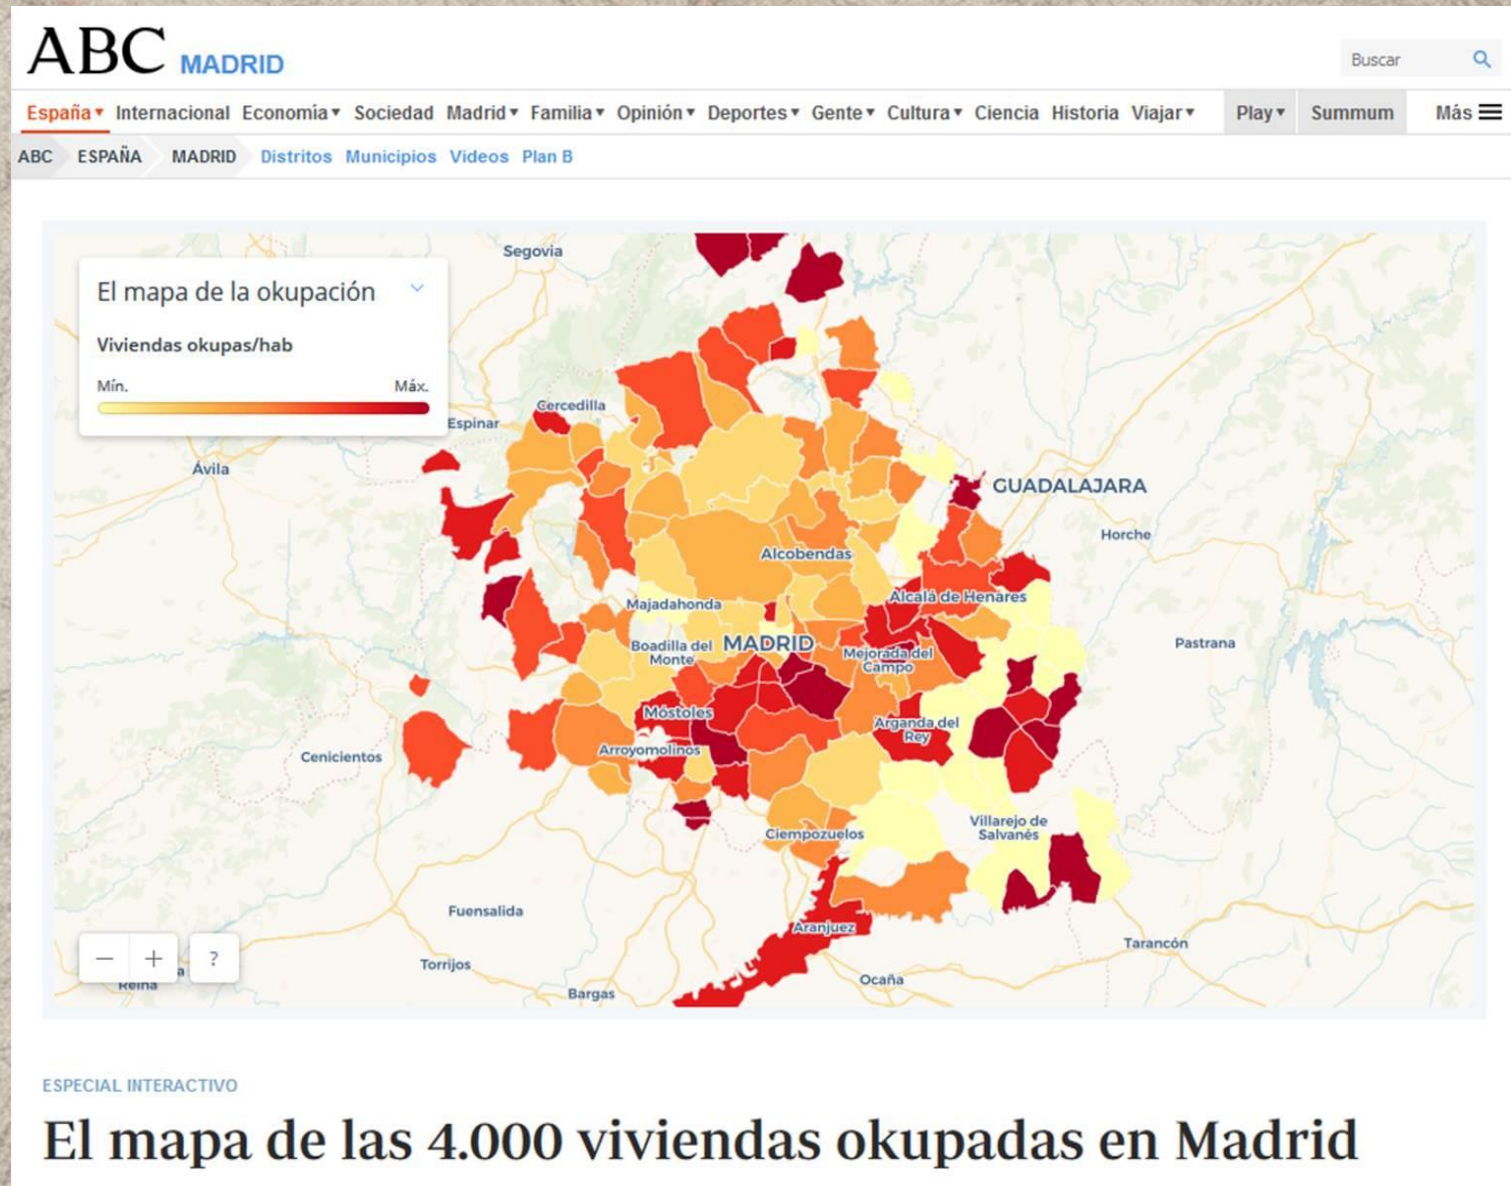 ABC MADRID
Buscar
España Internacional Economía Sociedad Madrid Familia Opinión Deportes Gente Cultura Ciencia Historia Viajar Play Summum Más
ABC ESPAÑA MADRID Distritos Municipios Videos Plan B
Segovia
El mapa de la okupación
Viviendas okupas/hab
Mín. Máx.
Cercedilla
Espinar
Ávila
GUADALAJARA
Horche
Alcobendas
Alcalá de Henares
Majadahonda
Boadilla del
Monte
MADRID
Mejorada del
Campo
Pastrana
Móstoles
Arganda del
Rey
Arroyomolinos
Cenicientos
Villarejo de
Salvanés
Ciempozuelos
Fuensalida
Aranjuez
Tarancón
− + ?
Torrijos
Ocaña
Reina
Bargas
ESPECIAL INTERACTIVO
El mapa de las 4.000 viviendas okupadas en Madrid